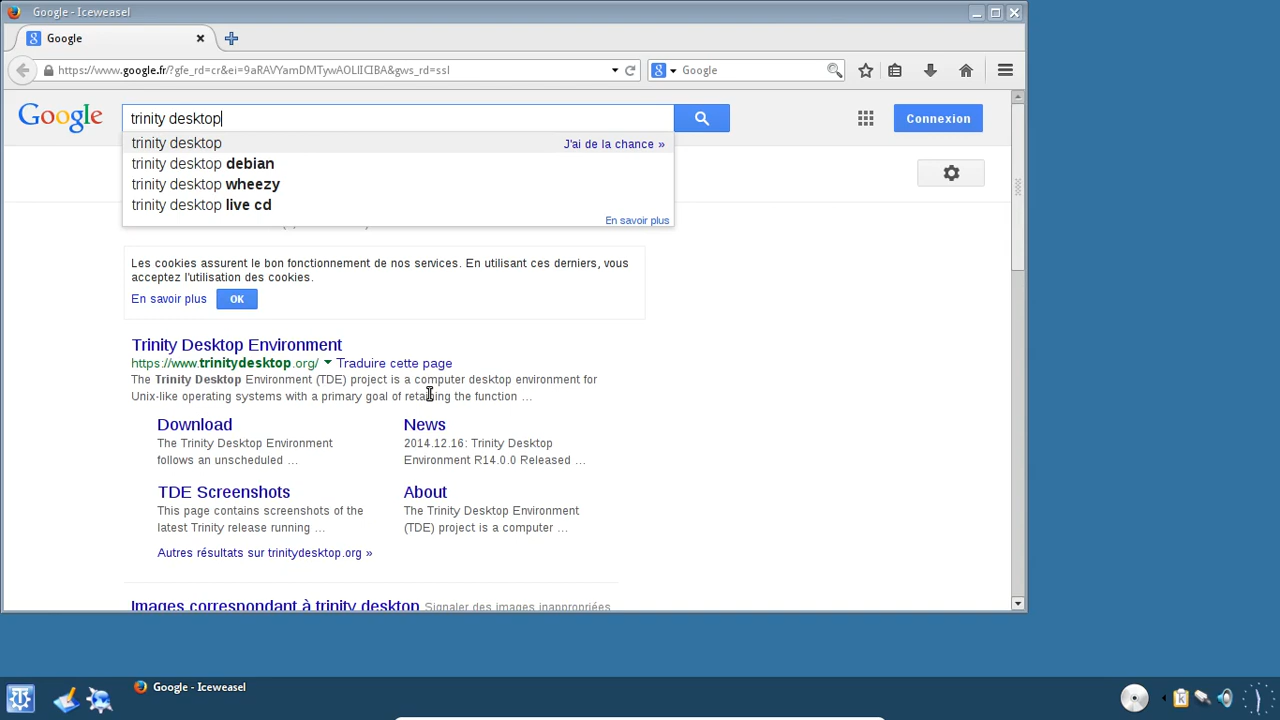 Google - Iceweasel
Google
https://www.google.fr/?gfe_rd=cr&ei=9aRAVYamDMTywAOLIICIBA&gws_rd=ssl
Google
Google
trinity desktop
Connexion
trinity desktop
J'ai de la chance »
trinity desktop debian
trinity desktop wheezy
trinity desktop live cd
En savoir plus
Les cookies assurent le bon fonctionnement de nos services. En utilisant ces derniers, vous
acceptez l'utilisation des cookies.
En savoir plus
OK
Trinity Desktop Environment
https://www.trinitydesktop.org/ Traduire cette page
The Trinity Desktop Environment (TDE) project is a computer desktop environment for
Unix-like operating systems with a primary goal of retaining the function ...
Download
The Trinity Desktop Environment
follows an unscheduled ...
News
2014.12.16: Trinity Desktop
Environment R14.0.0 Released ...
TDE Screenshots
This page contains screenshots of the
latest Trinity release running ...
About
The Trinity Desktop Environment
(TDE) project is a computer ...
Autres résultats sur trinitydesktop.org »
Images correspondant à trinity desktop Signaler des images inappropriées
Google - Iceweasel